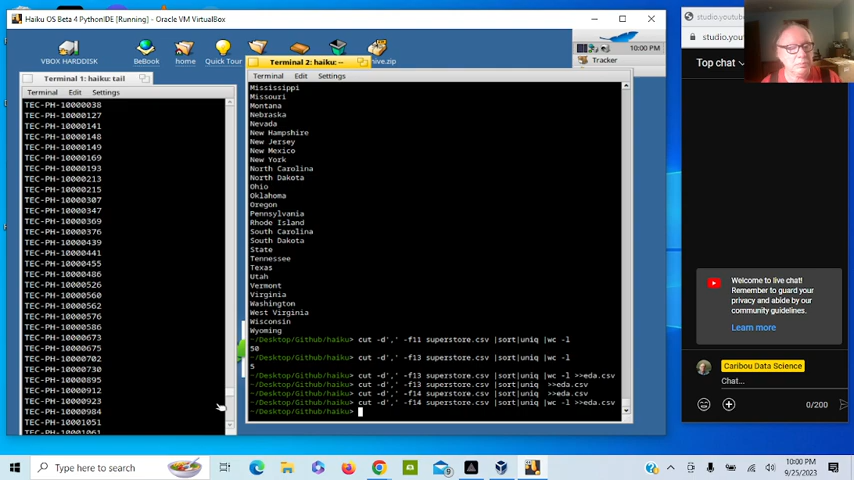 Haiku OS Beta 4 PythonIDE [Running] - Oracle VM VirtualBox
studio.youtub
studio.youtu
10:00 PM
Tracker
VBOX HARDDISK
BeBook
home
Quick Tour
hive.zip
Terminal 1: haiku: tail
Terminal Edit Settings
TEC-PH-10000038
TEC-PH-10000127
TEC-PH-10000141
TEC-PH-10000148
TEC-PH-10000149
TEC-PH-10000169
TEC-PH-10000193
TEC-PH-10000213
TEC-PH-10000215
TEC-PH-10000307
TEC-PH-10000347
TEC-PH-10000369
TEC-PH-10000376
TEC-PH-10000439
TEC-PH-10000441
TEC-PH-10000455
TEC-PH-10000486
TEC-PH-10000526
TEC-PH-10000560
TEC-PH-10000562
TEC-PH-10000576
TEC-PH-10000586
TEC-PH-10000673
TEC-PH-10000675
TEC-PH-10000702
TEC-PH-10000730
TEC-PH-10000895
TEC-PH-10000912
TEC-PH-10000923
TEC-PH-10000984
TEC-PH-10001051
TEC-PH-10001061
Terminal 2: haiku: --
Terminal Edit Settings
Mississippi
Missouri
Montana
Nebraska
Nevada
New Hampshire
New Jersey
New Mexico
New York
North Carolina
North Dakota
Ohio
Oklahoma
Oregon
Pennsylvania
Rhode Island
South Carolina
South Dakota
State
Tennessee
Texas
Utah
Vermont
Virginia
Washington
West Virginia
Wisconsin
Wyoming
~/Desktop/Github/haiku> cut -d',' -f11 superstore.csv |sort|uniq |wc -l
50
~/Desktop/Github/haiku> cut -d',' -f13 superstore.csv |sort|uniq |wc -l
5
~/Desktop/Github/haiku> cut -d',' -f13 superstore.csv |sort|uniq |wc -l >>eda.csv
~/Desktop/Github/haiku> cut -d',' -f13 superstore.csv |sort|uniq  >>eda.csv
~/Desktop/Github/haiku> cut -d',' -f14 superstore.csv |sort|uniq  >>eda.csv
~/Desktop/Github/haiku> cut -d',' -f14 superstore.csv |sort|uniq |wc -l >>eda.csv
~/Desktop/Github/haiku>
Top chat
Welcome to live chat!
Remember to guard your
privacy and abide by our
community guidelines.
Learn more
Caribou Data Science
Chat...
0/200
Type here to search
9
10:00 PM
9/25/2023